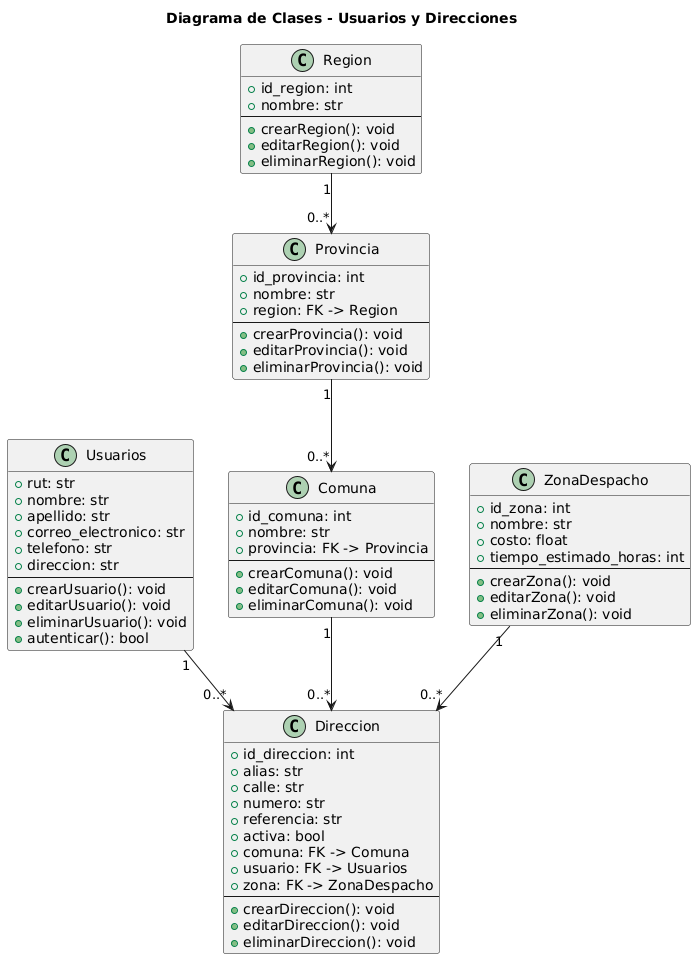 Diagrama de Clases - Usuarios y Direcciones
C Region
id_region: int
nombre: str
crearRegion(): void
editarRegion(): void
eliminarRegion(): void
1
0..*
C Provincia
id_provincia: int
nombre: str
region: FK -> Region
crearProvincia(): void
editarProvincia(): void
eliminarProvincia(): void
1
0..*
C Usuarios
rut: str
nombre: str
apellido: str
correo_electronico: str
telefono: str
direccion: str
crearUsuario(): void
editarUsuario(): void
eliminarUsuario(): void
autenticar(): bool
1
0..*
C Comuna
id_comuna: int
nombre: str
provincia: FK -> Provincia
crearComuna(): void
editarComuna(): void
eliminarComuna(): void
1
0..*
C ZonaDespacho
id_zona: int
nombre: str
costo: float
tiempo_estimado_horas: int
crearZona(): void
editarZona(): void
eliminarZona(): void
1
0..*
C Direccion
id_direccion: int
alias: str
calle: str
numero: str
referencia: str
activa: bool
comuna: FK -> Comuna
usuario: FK -> Usuarios
zona: FK -> ZonaDespacho
crearDireccion(): void
editarDireccion(): void
eliminarDireccion(): void